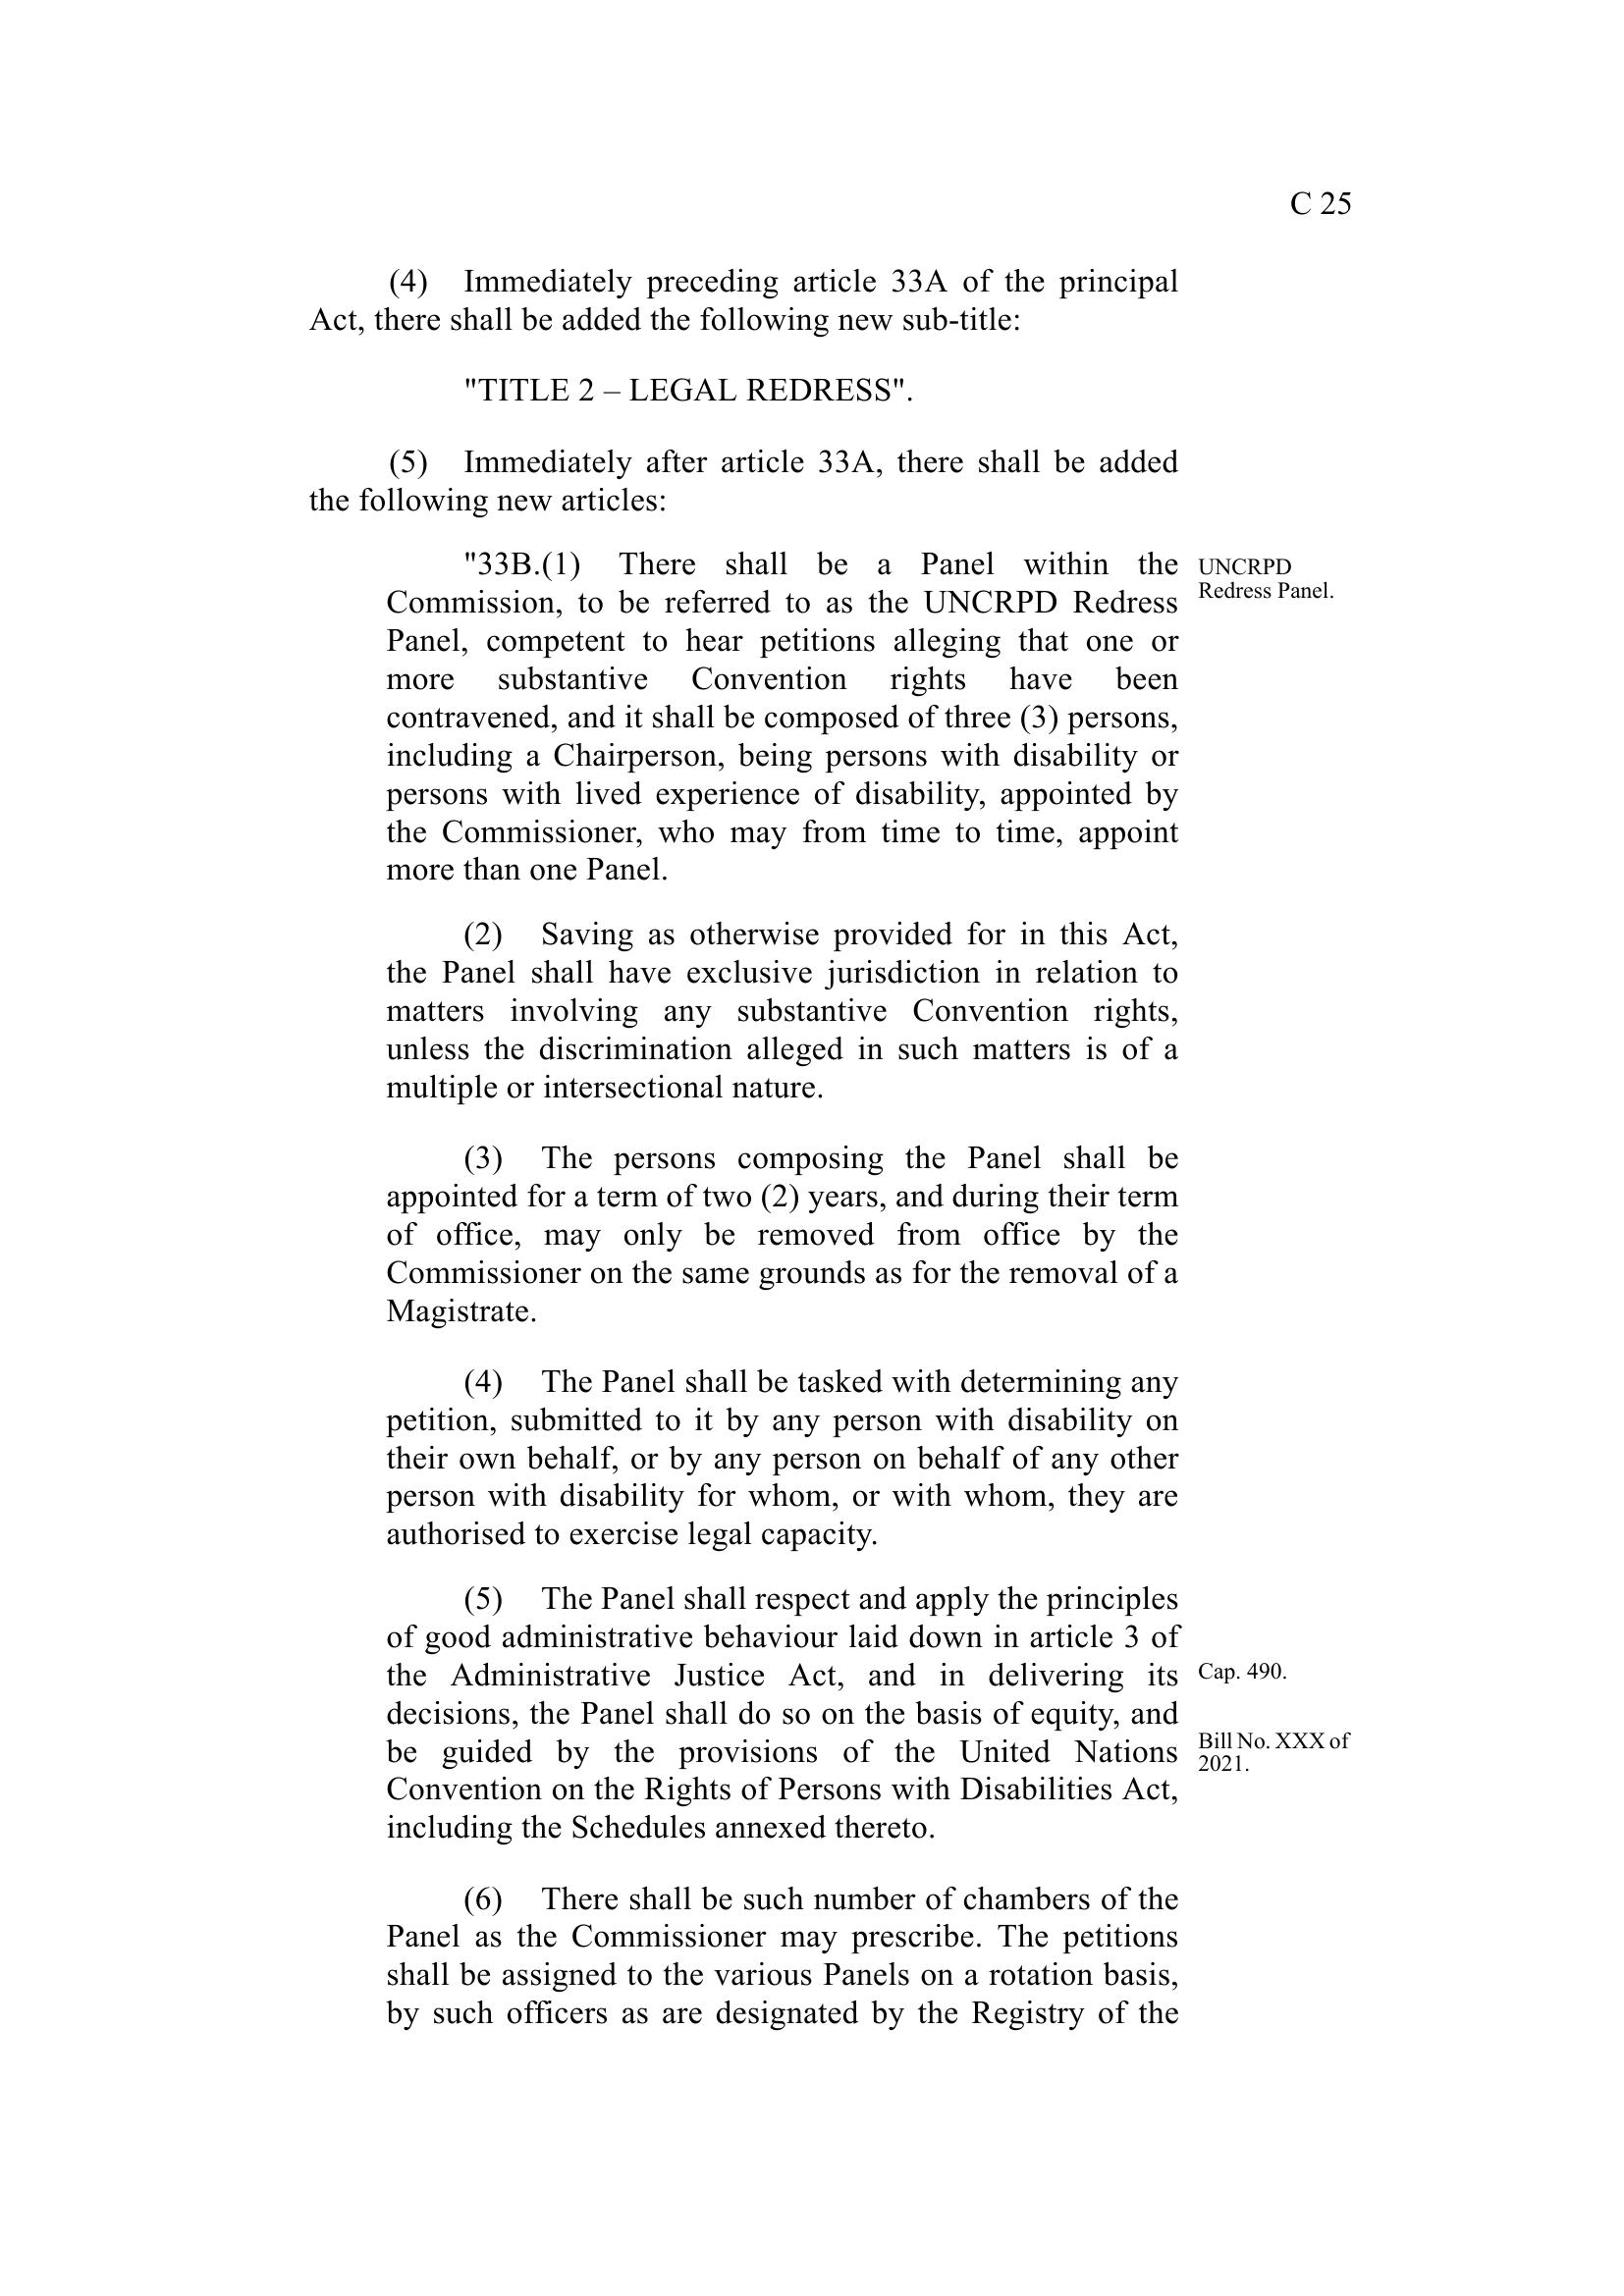 C 25
(4) Immediately preceding article 33A of the principal
Act, there shall be added the following new sub-title:
"TITLE 2 – LEGAL REDRESS".
(5) Immediately after article 33A, there shall be added
the following new articles:
"33B.(1) There shall be a Panel within the
Commission, to be referred to as the UNCRPD Redress
Panel, competent to hear petitions alleging that one or
more substantive Convention rights have been
contravened, and it shall be composed of three (3) persons,
including a Chairperson, being persons with disability or
persons with lived experience of disability, appointed by
the Commissioner, who may from time to time, appoint
more than one Panel.
UNCRPD
Redress Panel.
(2) Saving as otherwise provided for in this Act,
the Panel shall have exclusive jurisdiction in relation to
matters involving any substantive Convention rights,
unless the discrimination alleged in such matters is of a
multiple or intersectional nature.
(3) The persons composing the Panel shall be
appointed for a term of two (2) years, and during their term
of office, may only be removed from office by the
Commissioner on the same grounds as for the removal of a
Magistrate.
(4) The Panel shall be tasked with determining any
petition, submitted to it by any person with disability on
their own behalf, or by any person on behalf of any other
person with disability for whom, or with whom, they are
authorised to exercise legal capacity.
(5) The Panel shall respect and apply the principles
of good administrative behaviour laid down in article 3 of
the Administrative Justice Act, and in delivering its
decisions, the Panel shall do so on the basis of equity, and
be guided by the provisions of the United Nations
Convention on the Rights of Persons with Disabilities Act,
including the Schedules annexed thereto.
Cap. 490.
Bill No. XXX of
2021.
(6) There shall be such number of chambers of the
Panel as the Commissioner may prescribe. The petitions
shall be assigned to the various Panels on a rotation basis,
by such officers as are designated by the Registry of the